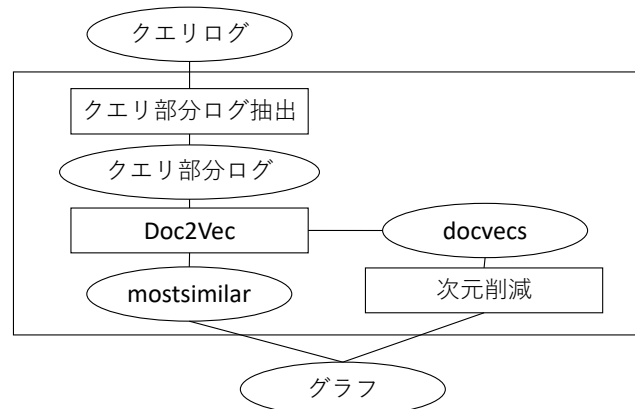 クエリログ
クエリ部分ログ抽出
クエリ部分ログ
Doc2Vec
docvecs
mostsimilar
次元削減
グラフ